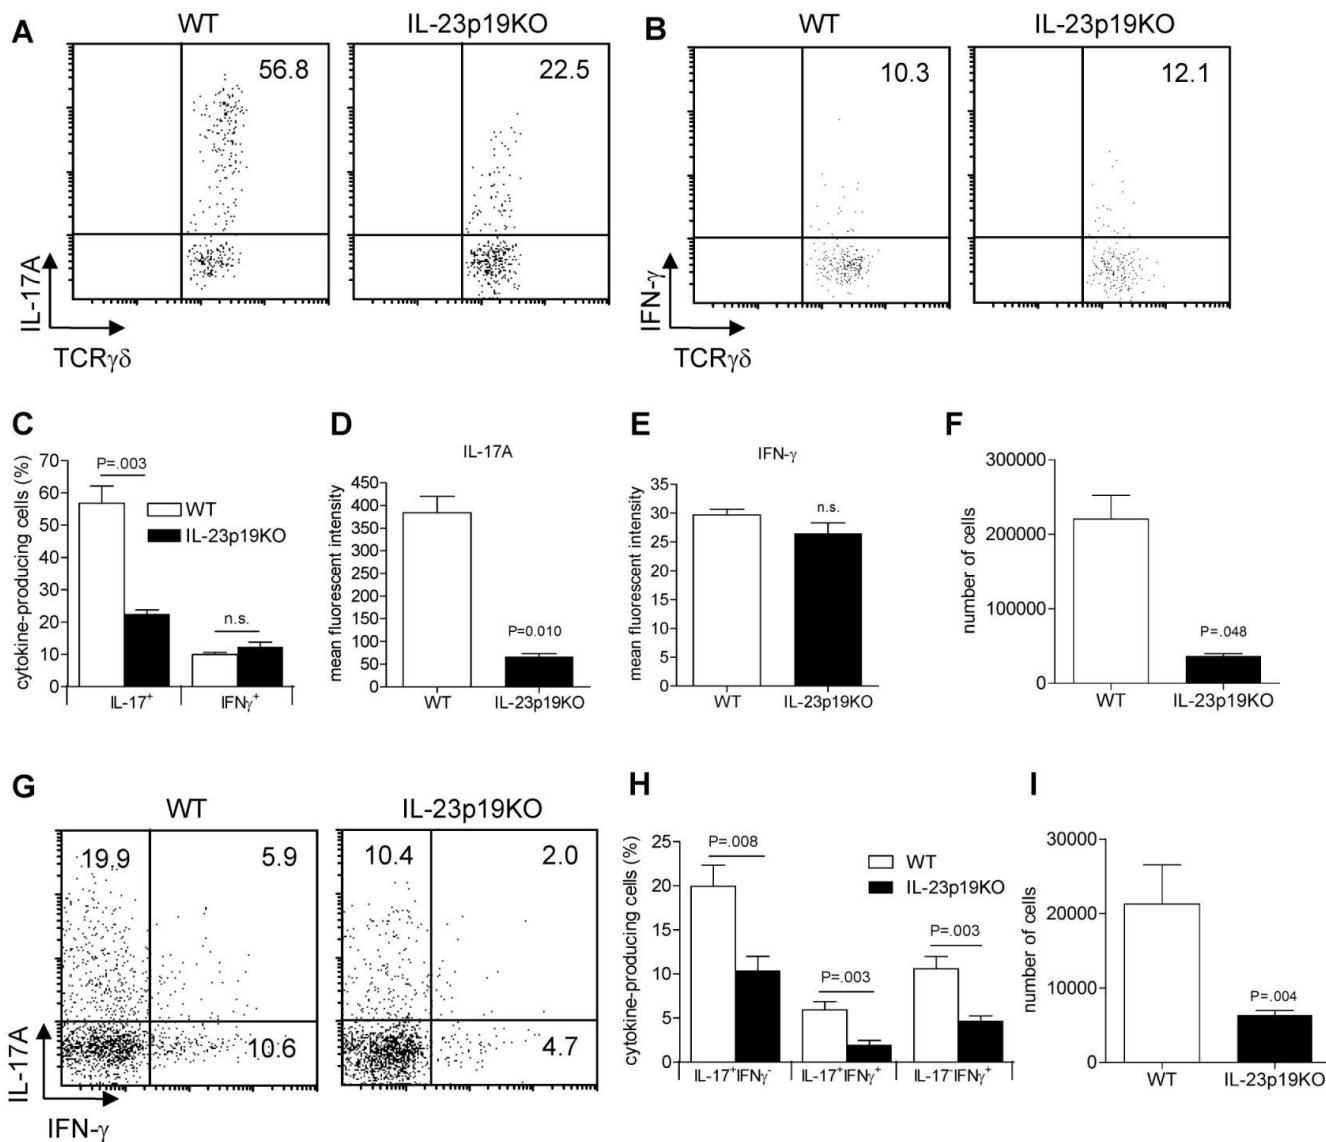 A
WT
IL-23p19KO
56.8
22.5
IL-17A
TCRγδ
B
WT
IL-23p19KO
10.3
12.1
IFN-γ
TCRγδ
C
cytokine-producing cells (%)
70
60
50
40
30
20
10
0
P=.003
WT
IL-23p19KO
n.s.
IL-17⁺
IFNγ⁺
D
IL-17A
mean fluorescent intensity
450
400
350
300
250
200
150
100
50
0
P=0.010
WT
IL-23p19KO
E
IFN-γ
mean fluorescent intensity
35
30
25
20
15
10
5
0
n.s.
WT
IL-23p19KO
F
number of cells
300000
200000
100000
0
P=.048
WT
IL-23p19KO
G
WT
IL-23p19KO
19.9
5.9
10.6
10.4
2.0
4.7
IL-17A
IFN-γ
H
cytokine-producing cells (%)
25
20
15
10
5
0
P=.008
WT
IL-23p19KO
P=.003
P=.003
IL-17⁺IFNγ⁻
IL-17⁺IFNγ⁺
IL-17⁻IFNγ⁺
I
number of cells
30000
20000
10000
0
P=.004
WT
IL-23p19KO